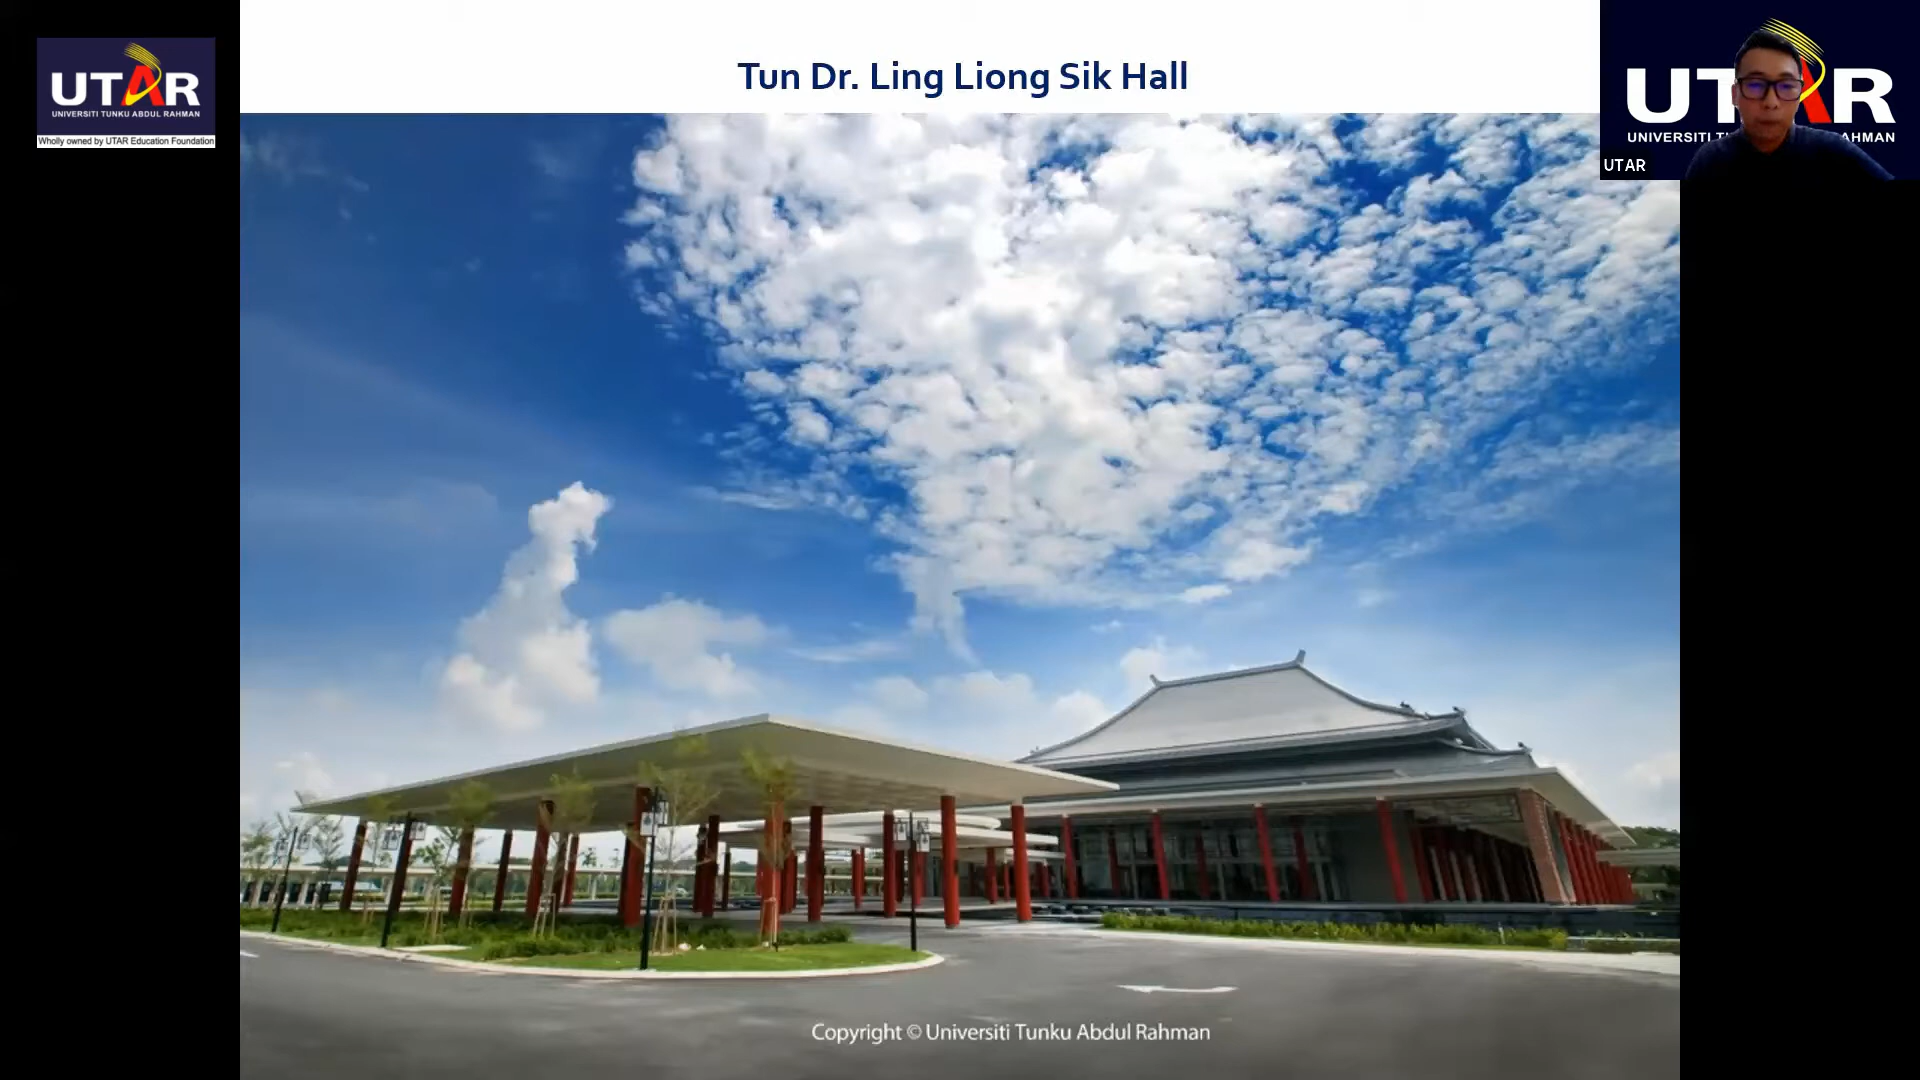 Tun Dr. Ling Liong Sik Hall
UTAR
UNIVERSITI TUNKU ABDUL RAHMAN
Wholly owned by UTAR Education Foundation
UTAR
UNIVERSITI T AHMAN
UTAR
Copyright © Universiti Tunku Abdul Rahman